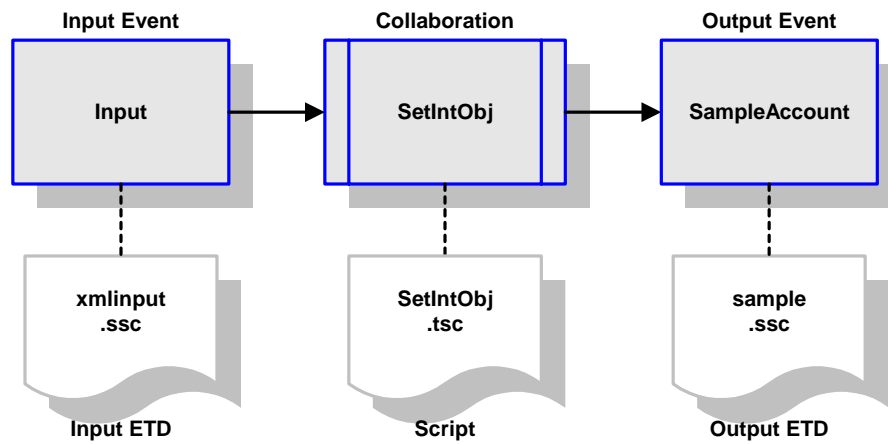 Input Event
Collaboration
Output Event
Input
SetIntObj
SampleAccount
xmlinput
.ssc
SetIntObj
.tsc
sample
.ssc
Input ETD
Script
Output ETD